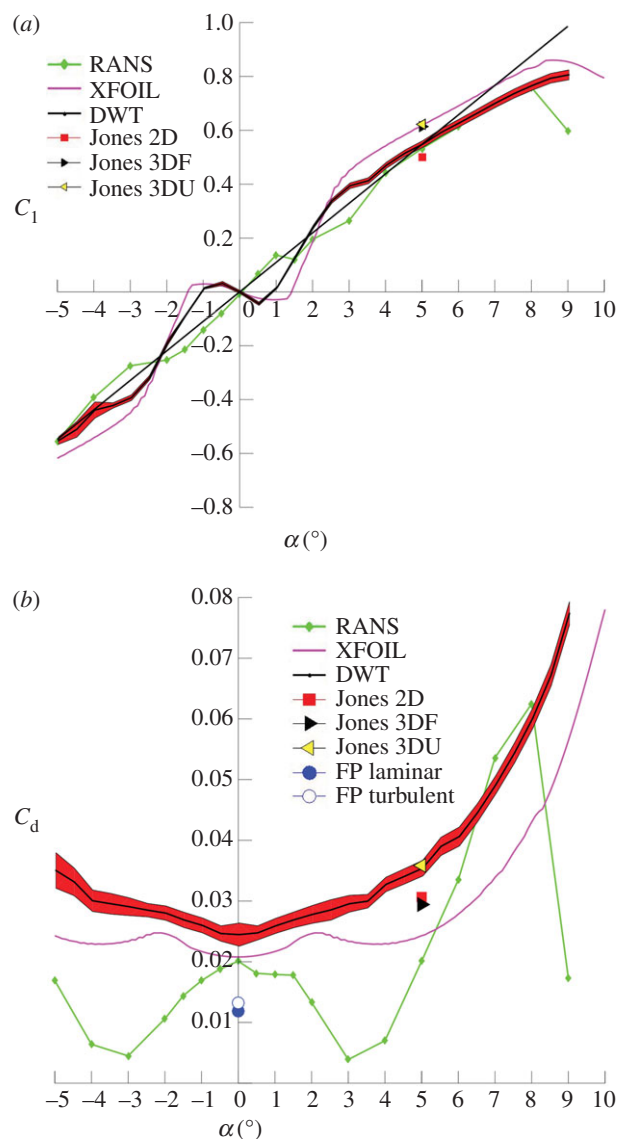 (a)
1.0
RANS
XFOIL
DWT
Jones 2D
Jones 3DF
Jones 3DU
0.8
0.6
0.4
0.2
C1
–5 –4 –3 –2 –1 0 1 2 3 4 5 6 7 8 9 10
–0.2
–0.4
–0.6
–0.8
α (°)
(b)
0.08
RANS
XFOIL
DWT
Jones 2D
Jones 3DF
Jones 3DU
FP laminar
FP turbulent
0.07
0.06
0.05
Cd
0.04
0.03
0.02
0.01
–5 –4 –3 –2 –1 0 1 2 3 4 5 6 7 8 9 10
α (°)